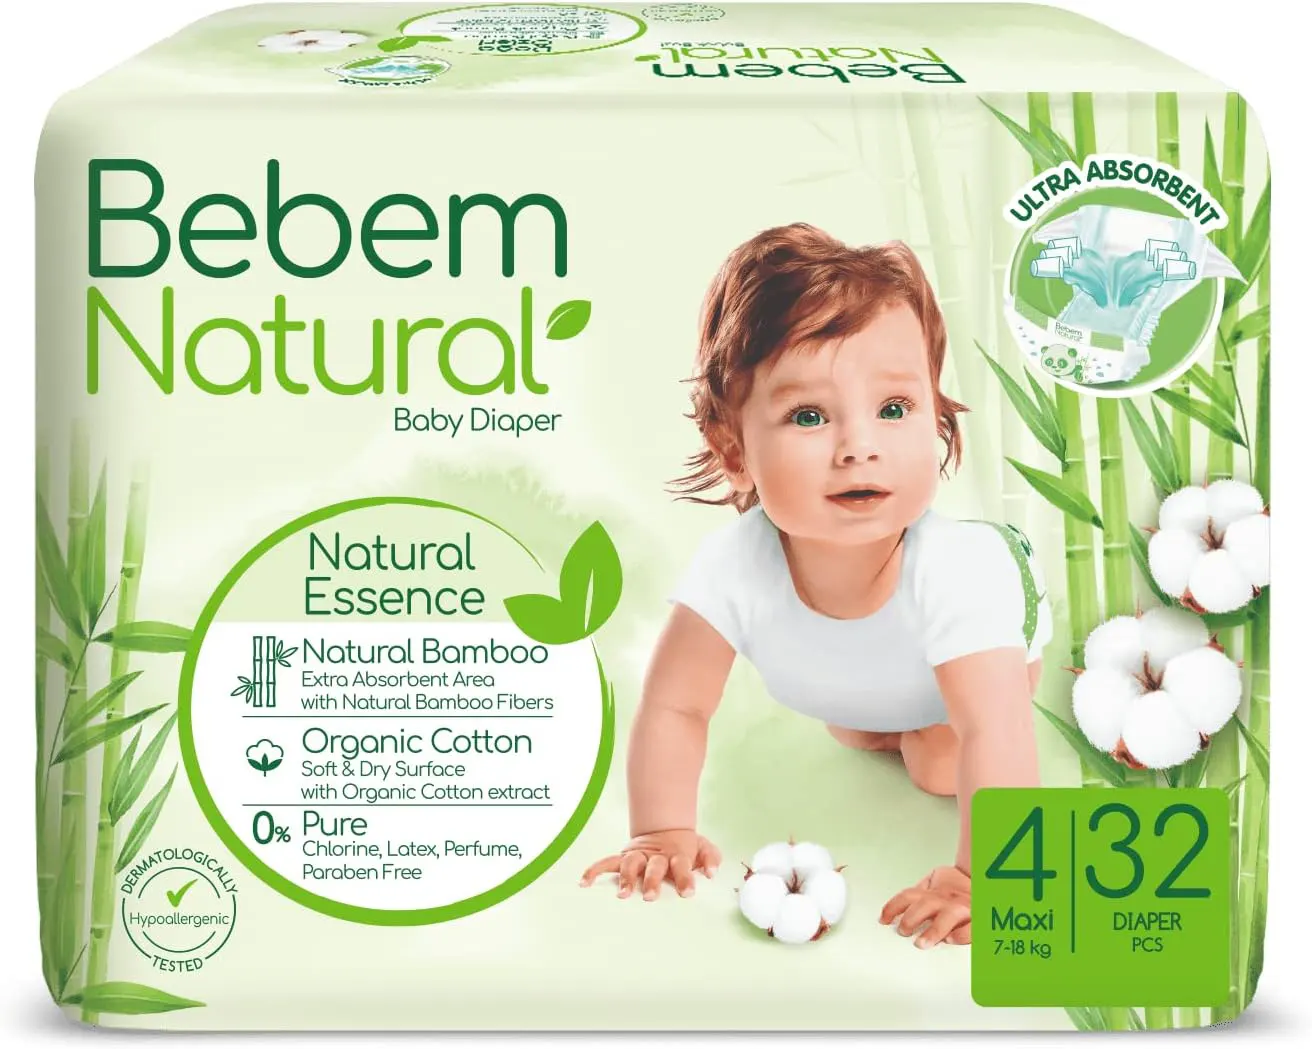 Bebem
Natural
Bebem
Natural
Baby Diaper
ULTRA ABSORBENT
Bebem
Natural
Natural
Essence
Natural Bamboo
Extra Absorbent Area
with Natural Bamboo Fibers
Organic Cotton
Soft & Dry Surface
with Organic Cotton extract
0% Pure
Chlorine, Latex, Perfume,
Paraben Free
DERMATOLOGICALLY
Hypoallergenic
TESTED
4
Maxi
7-18 kg
32
DIAPER
PCS